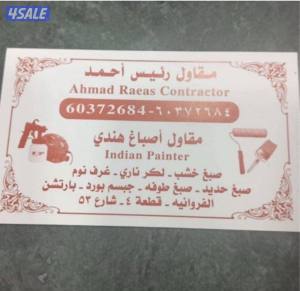 4SALE
مقاول رئيس أحمد
Ahmad Raeas Contractor
60372684-٦٠٣٧٢٦٨٤
مقاول أصباغ هندي
Indian Painter
صبغ خشب - لكر ناري - غرف نوم
صبغ حديد - صبغ طوفه - جبسم بورد - بارتشن
الفروانيه - قطعة ٤ - شارع ٥٣